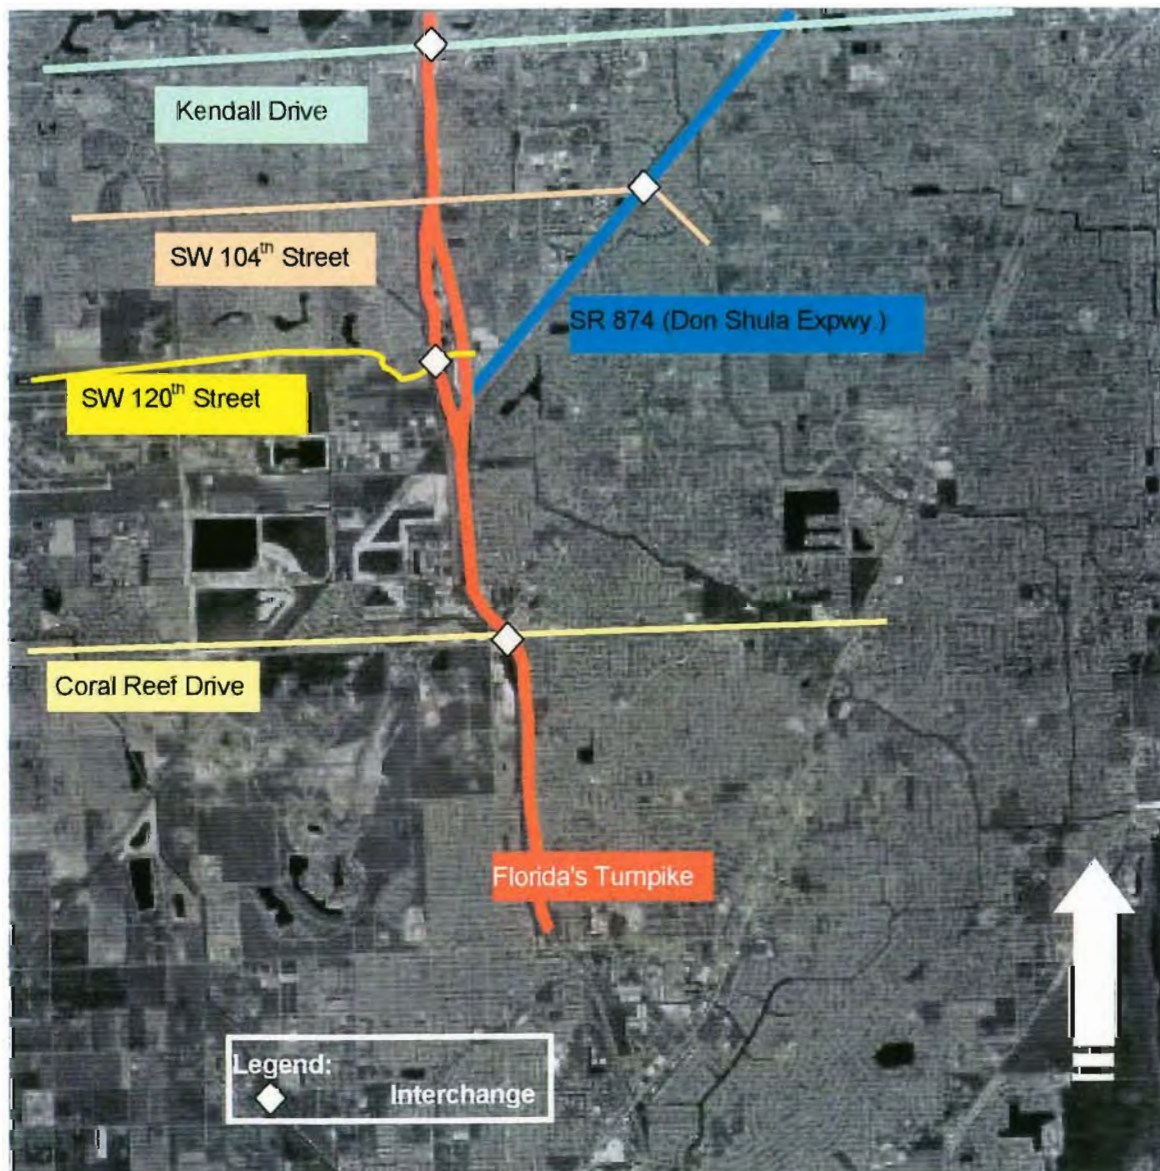 Kendall Drive
SW 104th Street
SR 874 (Don Shula Expwy.)
SW 120th Street
Coral Reef Drive
Florida's Turnpike
Legend:
Interchange